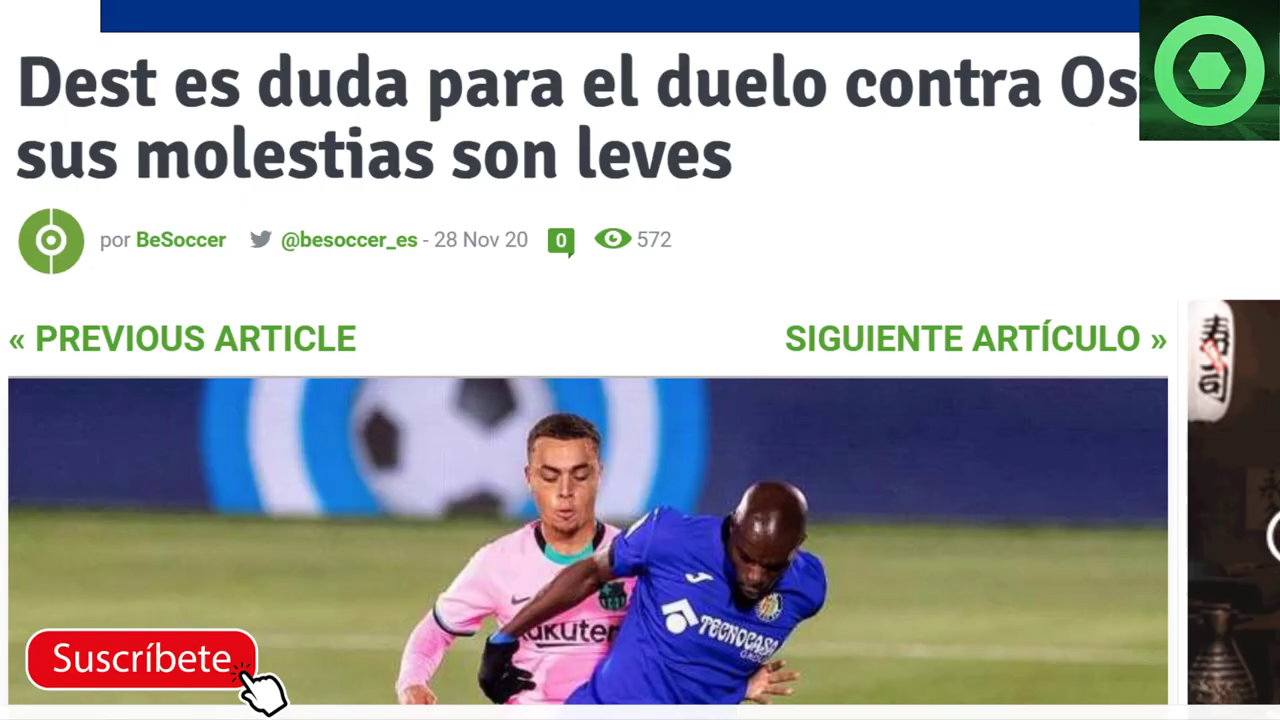 Dest es duda para el duelo contra Os
sus molestias son leves
por BeSoccer @besoccer_es - 28 Nov 20 0 572
« PREVIOUS ARTICLE
SIGUIENTE ARTÍCULO »
TECNOCASA
Suscríbete